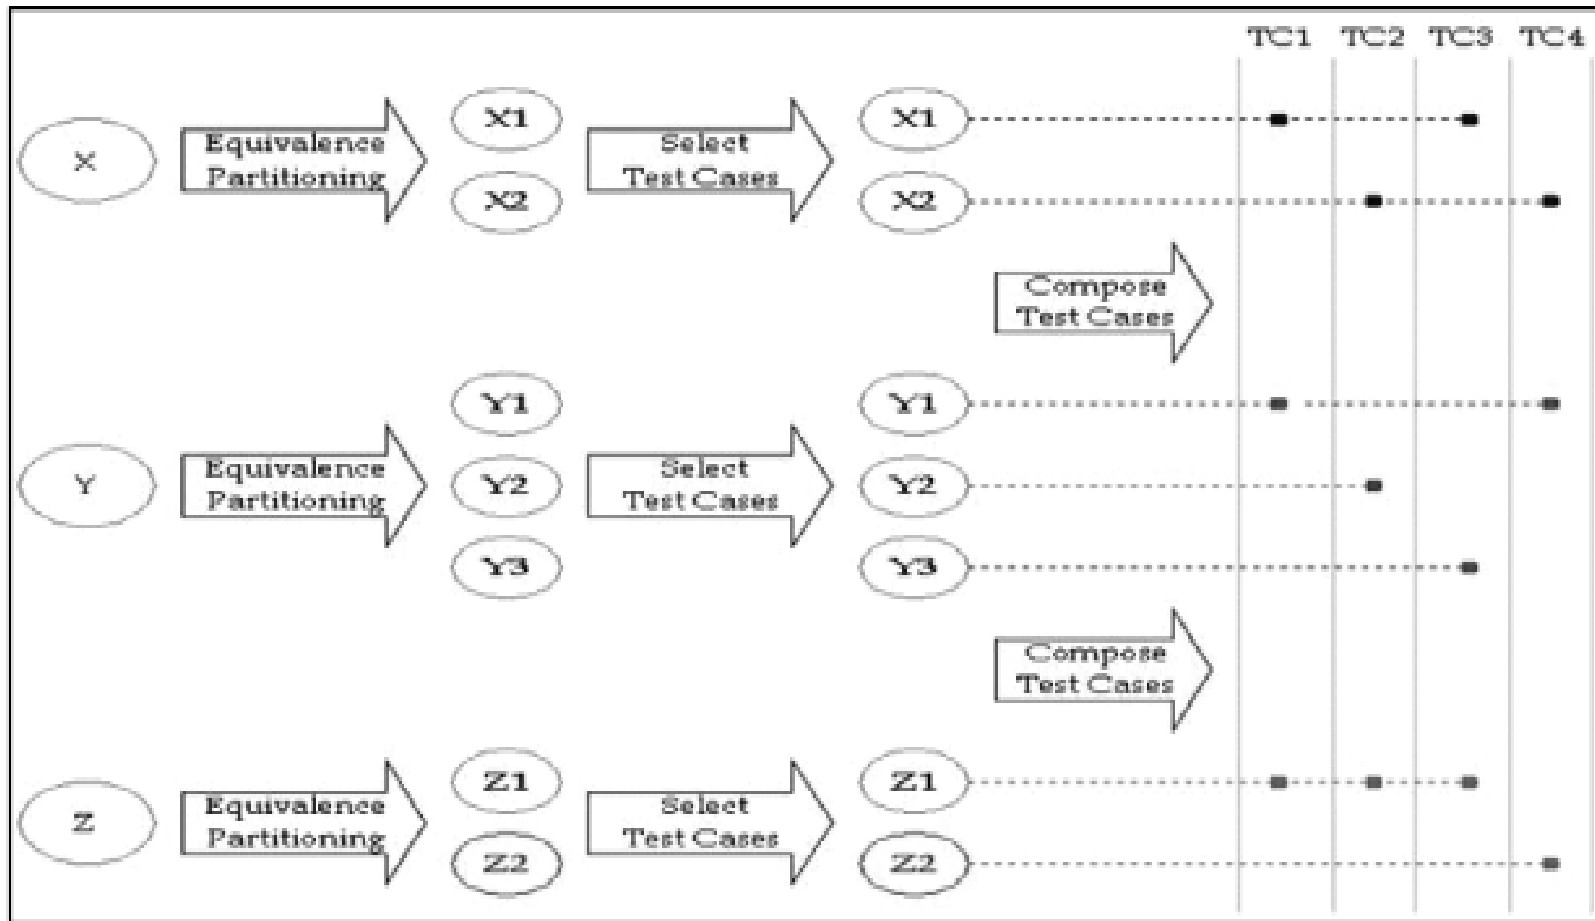 TC1 TC2 TC3 TC4
X
Equivalence
Partitioning
X1
X2
Select
Test Cases
X1
X2
Compose
Test Cases
Y
Equivalence
Partitioning
Y1
Y2
Y3
Select
Test Cases
Y1
Y2
Y3
Compose
Test Cases
Z
Equivalence
Partitioning
Z1
Z2
Select
Test Cases
Z1
Z2